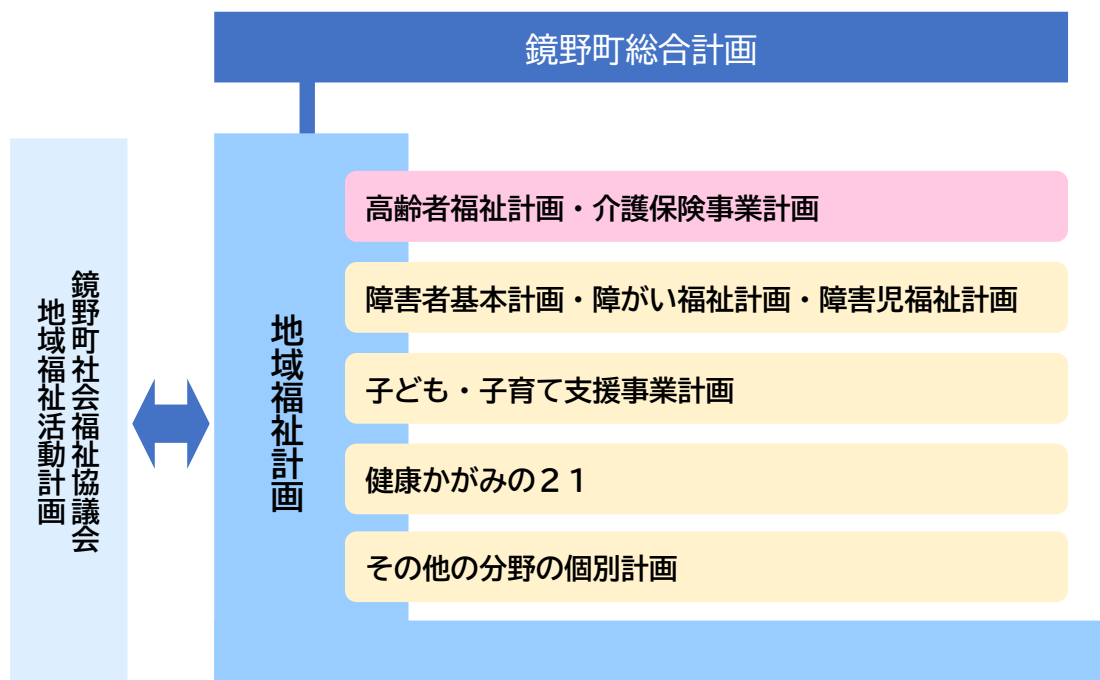 鏡野町総合計画
鏡野町社会福祉協議会
地域福祉活動計画
地域福祉計画
高齢者福祉計画・介護保険事業計画
障害者基本計画・障がい福祉計画・障害児福祉計画
子ども・子育て支援事業計画
健康かがみの２１
その他の分野の個別計画